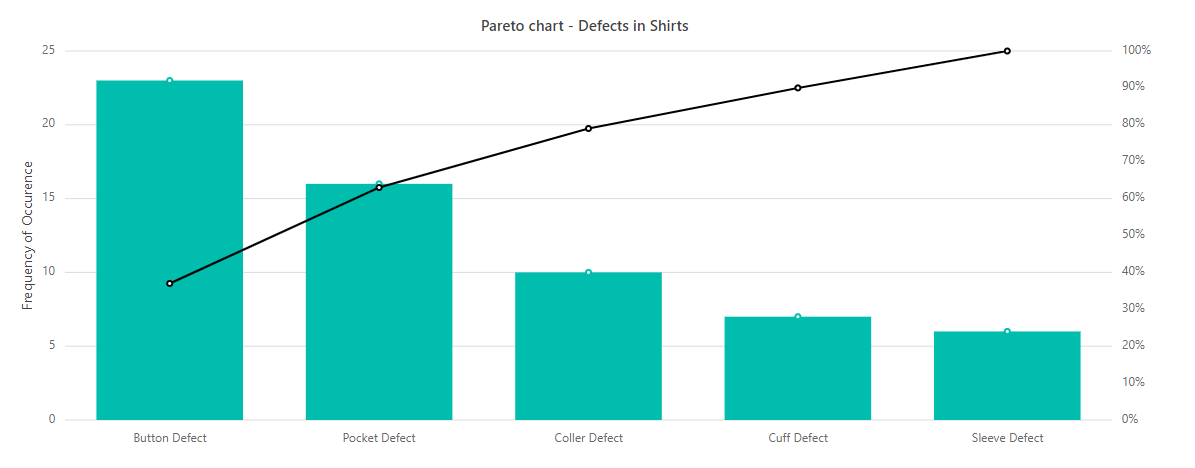 Pareto chart - Defects in Shirts
Frequency of Occurence
25
20
15
10
5
0
100%
90%
80%
70%
60%
50%
40%
30%
20%
10%
0%
Button Defect
Pocket Defect
Coller Defect
Cuff Defect
Sleeve Defect